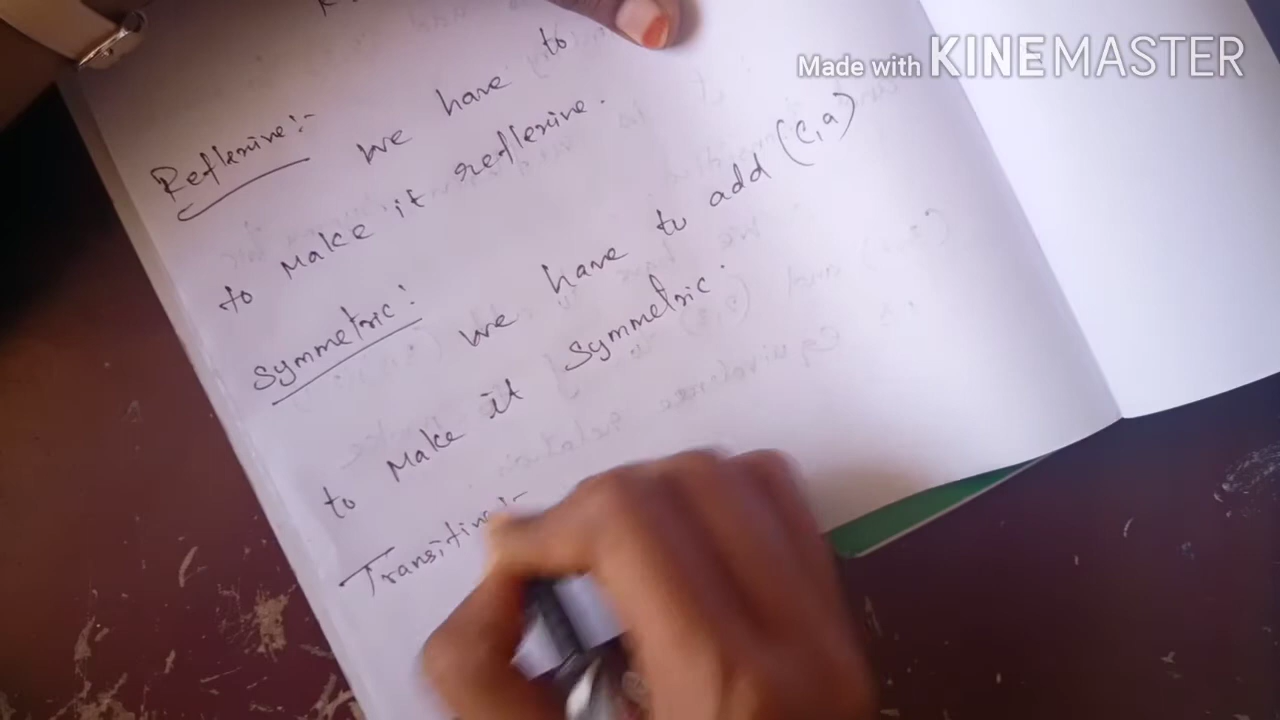 Made with KINEMASTER
Reflexive:- we have to
to make it reflexive.
Symmetric: we have to add (c,a)
to make it symmetric.
Transitive:-